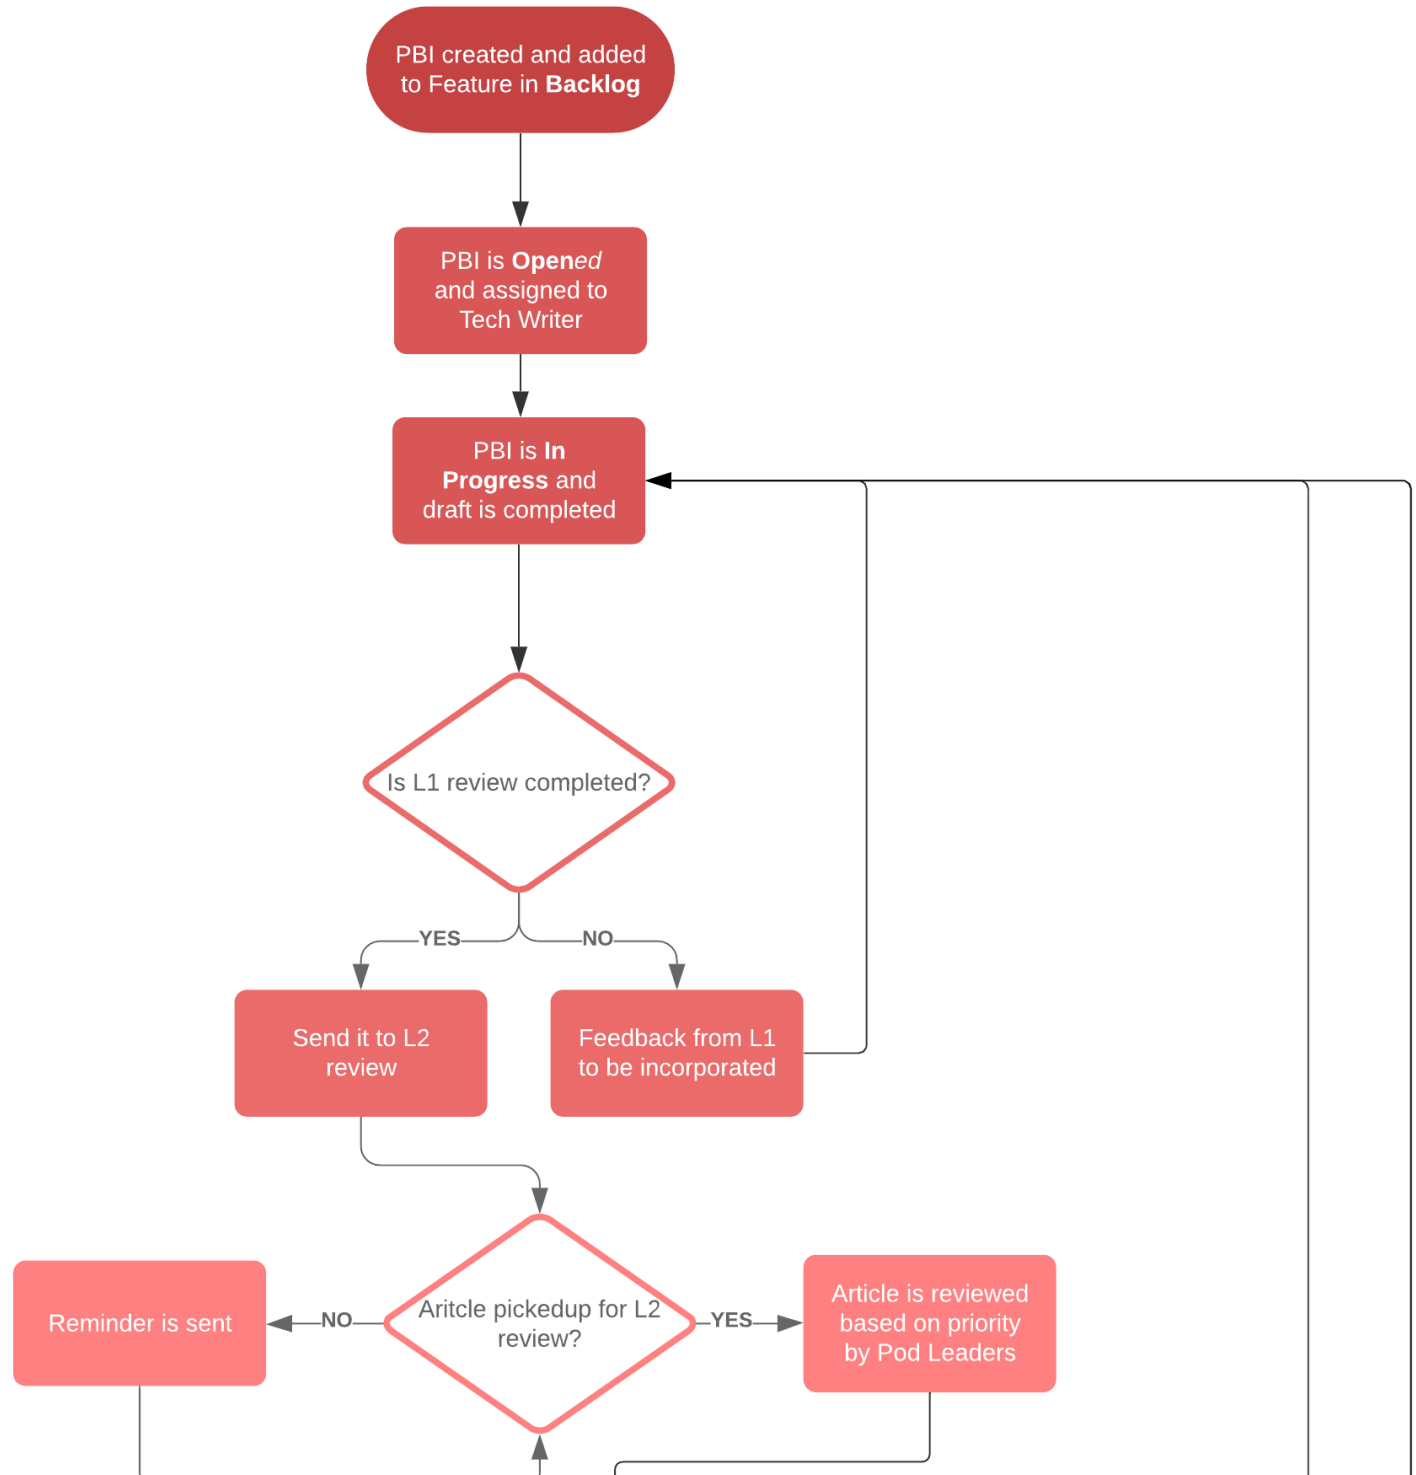 PBI created and added
to Feature in Backlog
PBI is Opened
and assigned to
Tech Writer
PBI is In
Progress and
draft is completed
Is L1 review completed?
YES
NO
Send it to L2
review
Feedback from L1
to be incorporated
Reminder is sent
NO
Aritcle pickedup for L2
review?
YES
Article is reviewed
based on priority
by Pod Leaders